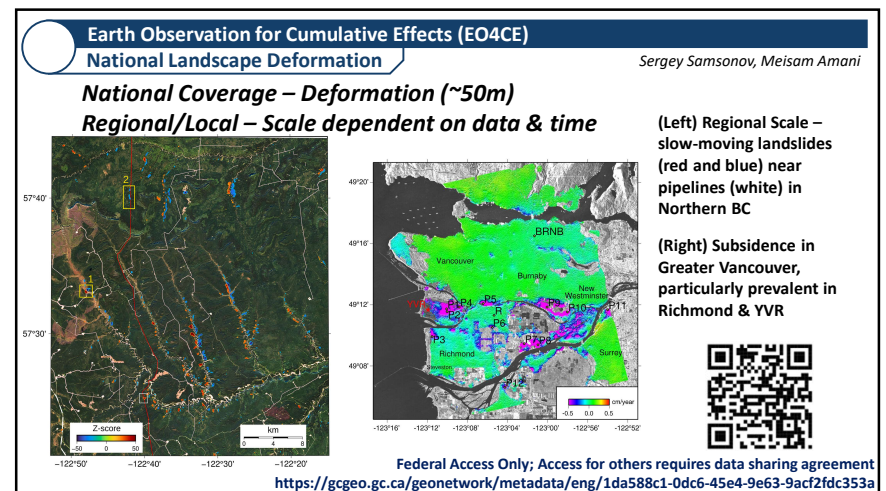 Earth Observation for Cumulative Effects (EO4CE)
National Landscape Deformation
Sergey Samsonov, Meisam Amani
National Coverage – Deformation (~50m)
Regional/Local – Scale dependent on data & time
(Left) Regional Scale –
slow-moving landslides
(red and blue) near
pipelines (white) in
Northern BC
(Right) Subsidence in
Greater Vancouver,
particularly prevalent in
Richmond & YVR
57°40'
57°30'
2
1
Z-score
−50 0 50
km
0 4 8
−122°50' −122°40' −122°30' −122°20'
49°20'
49°16'
49°12'
49°08'
BRNB
Vancouver
Burnaby
New
Westminster
YVR
P1 P4 P5 P9 P10 P11
P2 R
P6
P3 P7 P8
Richmond
Surrey
Steveston
P12
cm/year
-0.5 0.0 0.5
-123°16' -123°12' -123°08' -123°04' -123°00' -122°56' -122°52'
Federal Access Only; Access for others requires data sharing agreement
https://gcgeo.gc.ca/geonetwork/metadata/eng/1da588c1-0dc6-45e4-9e63-9acf2fdc353a